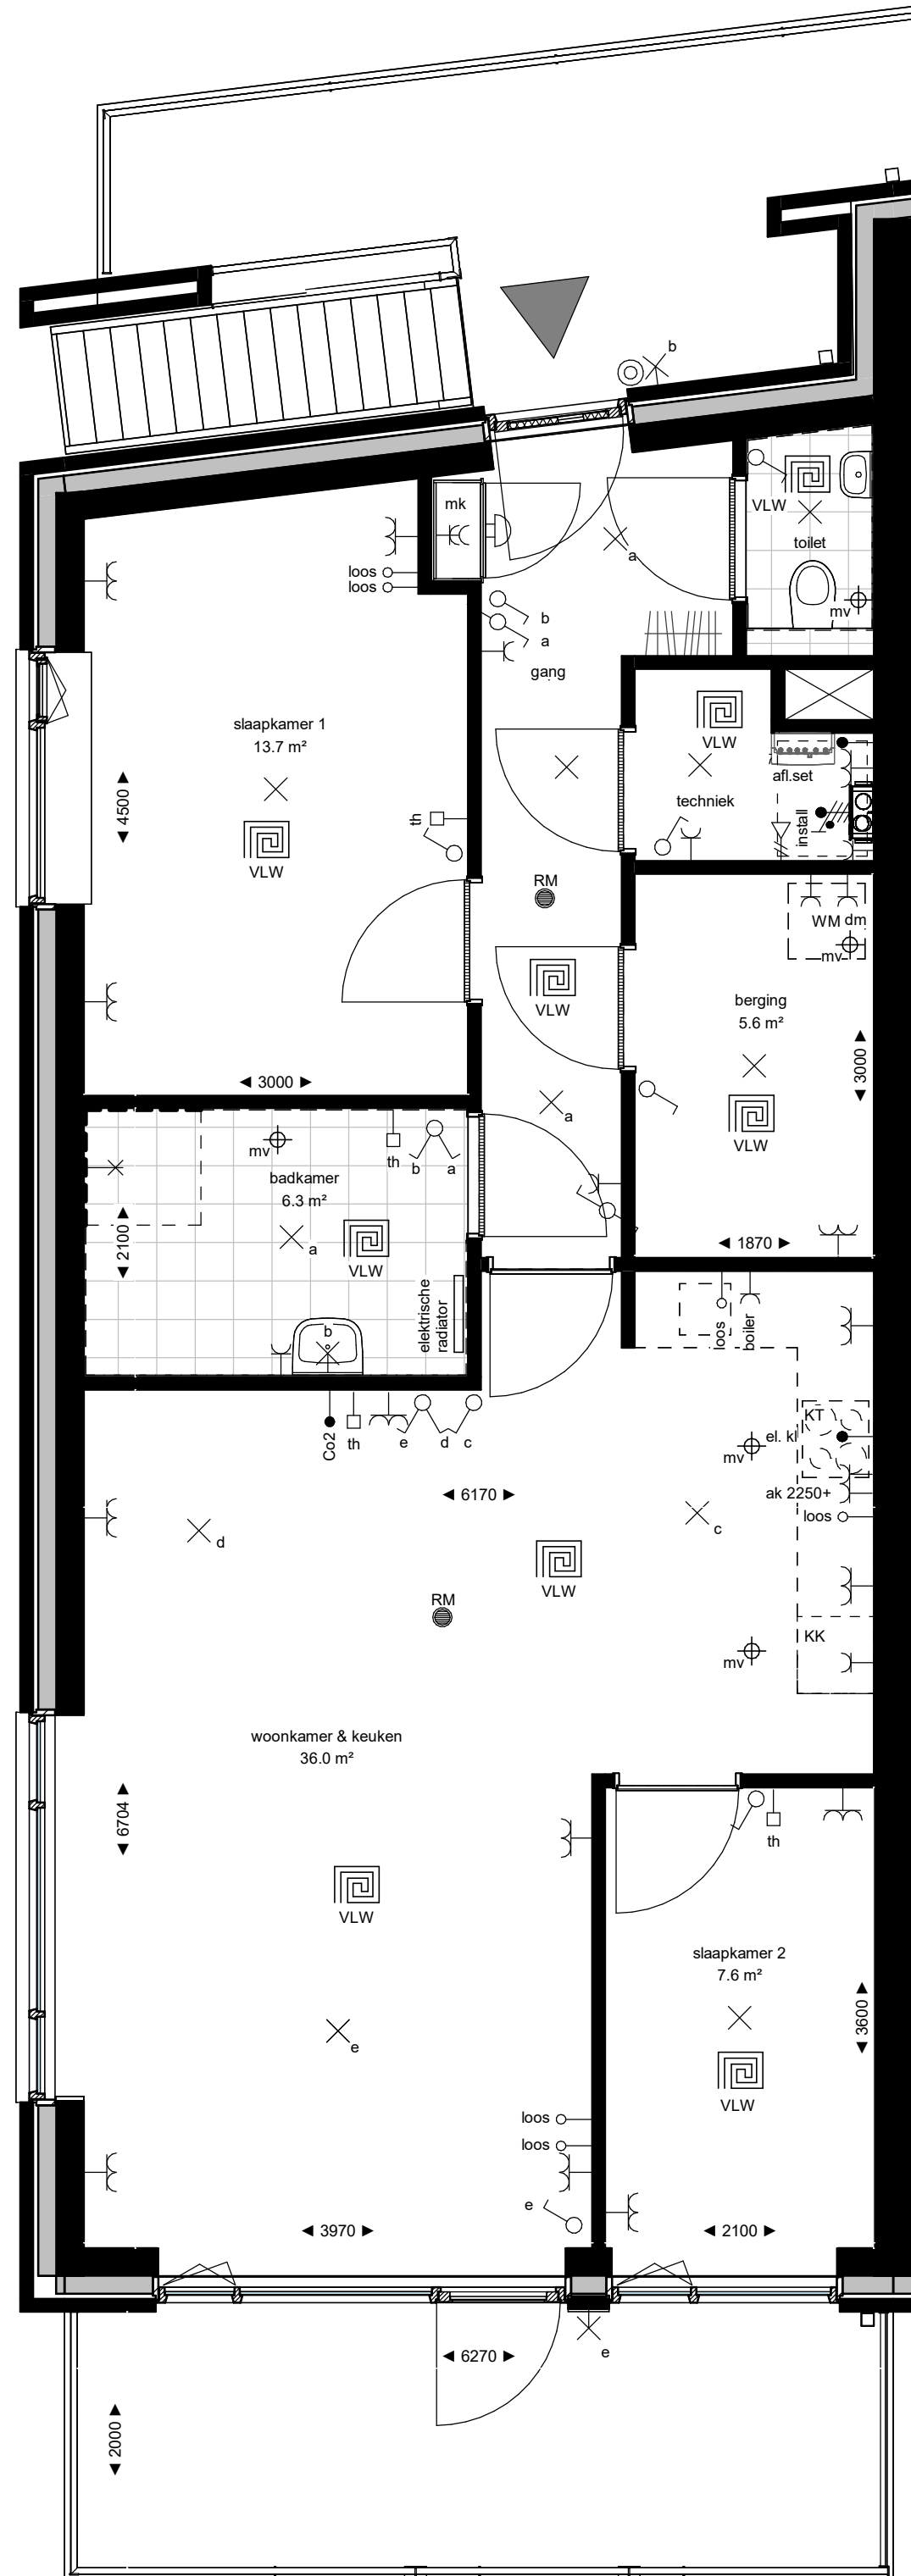 b
mk
VLW
toilet
a
mv
loos
loos
b
a
gang
slaapkamer 1
13.7 m²
VLW
afl.set
techniek
install
4500
th
VLW
RM
WM dm
mv
VLW
berging
5.6 m²
3000
3000
a
VLW
mv
th
b
a
badkamer
6.3 m²
2100
a
VLW
1870
elektrische
radiator
b
loos
boiler
Co2
th
e
d
c
KT
el. kl
mv
6170
ak 2250+
loos
d
c
VLW
RM
KK
mv
woonkamer & keuken
36.0 m²
6704
th
VLW
slaapkamer 2
7.6 m²
3600
e
VLW
loos
loos
e
3970
2100
6270
e
2000